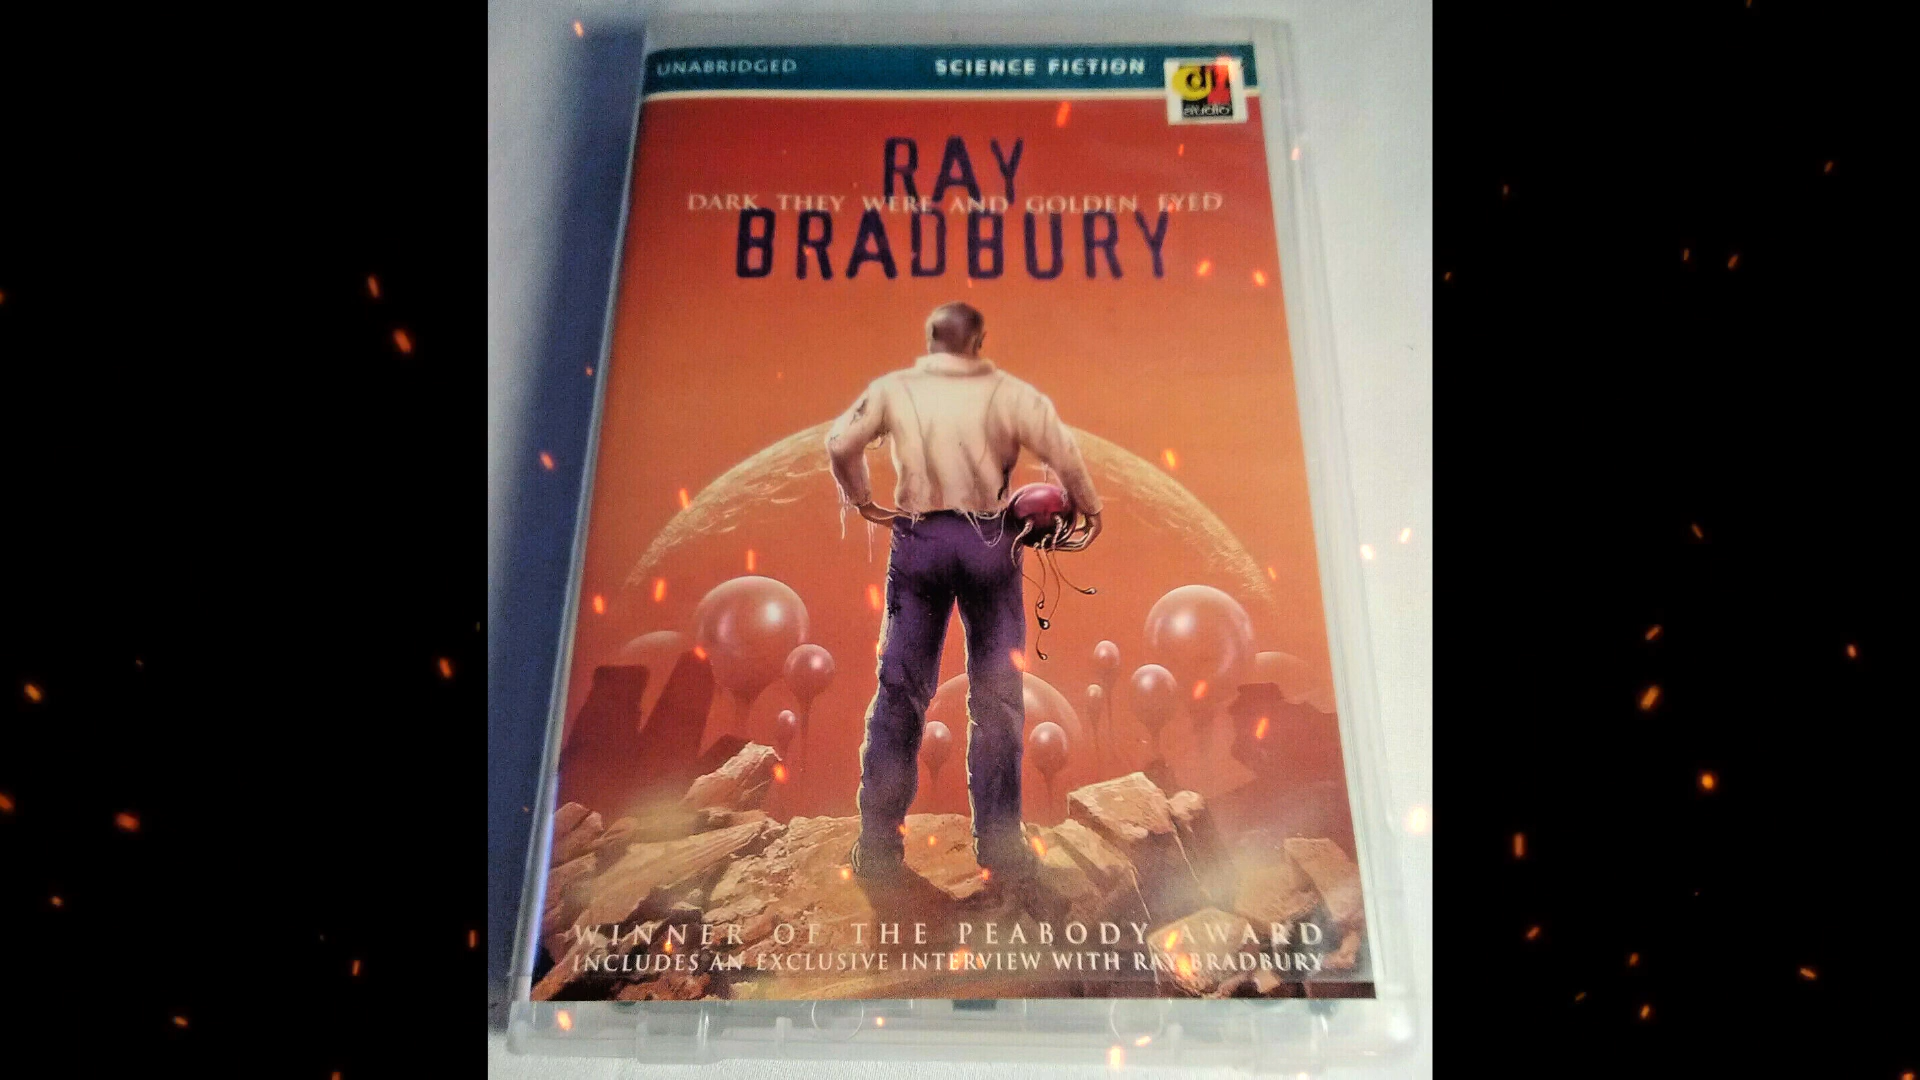 UNABRIDGED
SCIENCE FICTION
RAY
DARK THEY WERE AND GOLDEN EYED
BRADBURY
WINNER OF THE PEABODY AWARD
INCLUDES AN EXCLUSIVE INTERVIEW WITH RAY BRADBURY